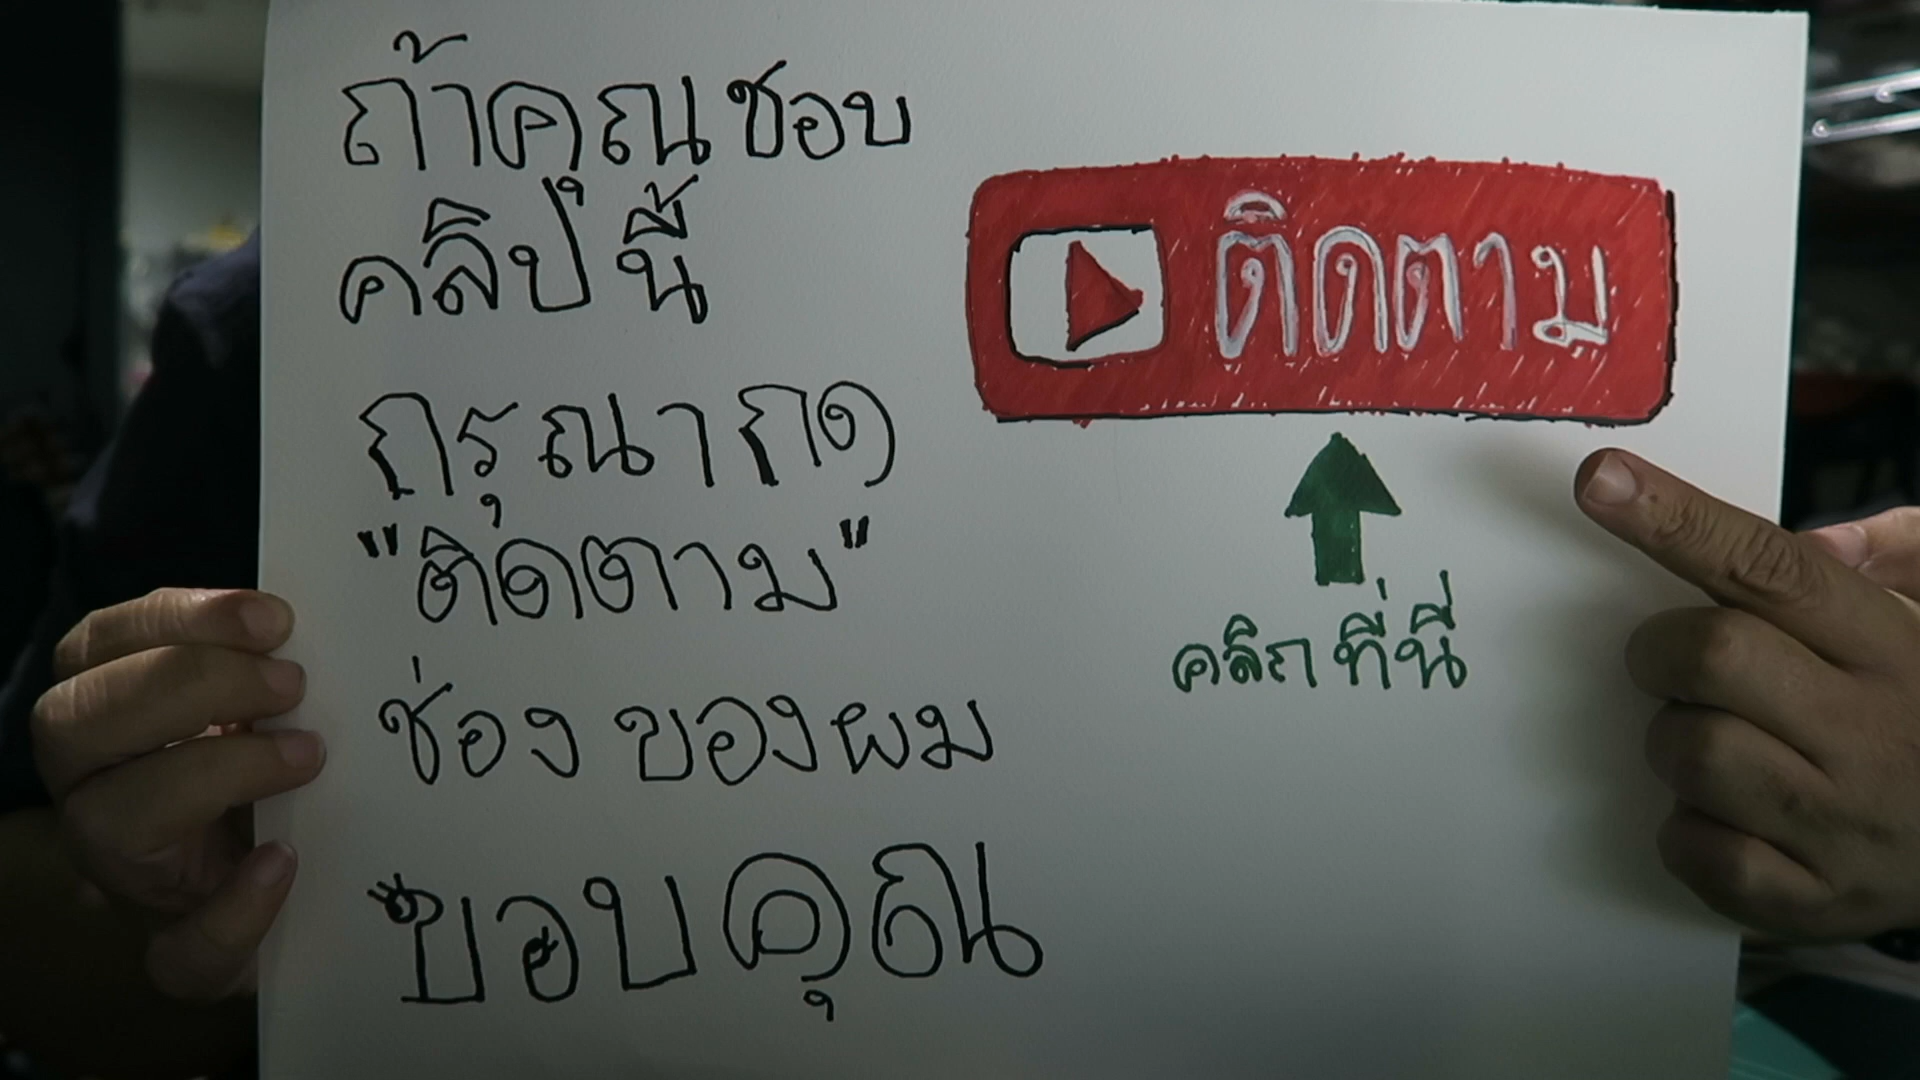 ถ้าคุณชอบ
คลิปนี้
กรุณากด
"ติดตาม"
ช่องของผม
ขอบคุณ
ติดตาม
คลิกที่นี่